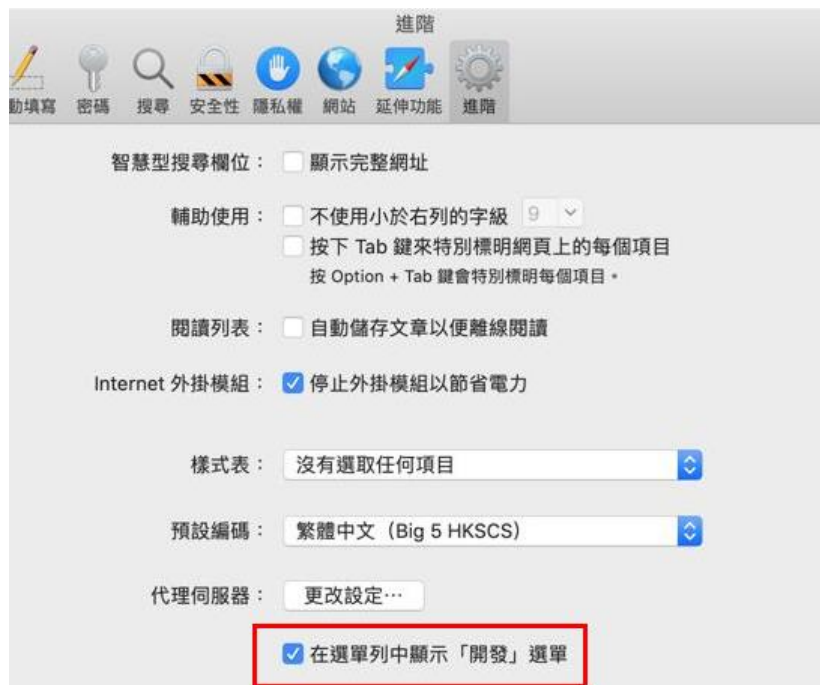 進階
動填寫 密碼 搜尋 安全性 隱私權 網站 延伸功能 進階
智慧型搜尋欄位： 顯示完整網址
輔助使用： 不使用小於右列的字級 9
按下 Tab 鍵來特別標明網頁上的每個項目
按 Option + Tab 鍵會特別標明每個項目。
閱讀列表： 自動儲存文章以便離線閱讀
Internet 外掛模組： 停止外掛模組以節省電力
樣式表： 沒有選取任何項目
預設編碼： 繁體中文（Big 5 HKSCS）
代理伺服器： 更改設定⋯
在選單列中顯示「開發」選單